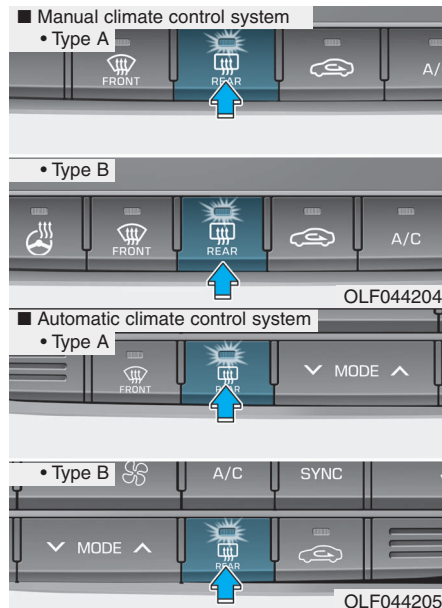 ■ Manual climate control system
• Type A
FRONT
REAR
A/
• Type B
FRONT
REAR
A/C
OLF044204
■ Automatic climate control system
• Type A
FRONT
REAR
MODE
• Type B
A/C
SYNC
MODE
REAR
OLF044205